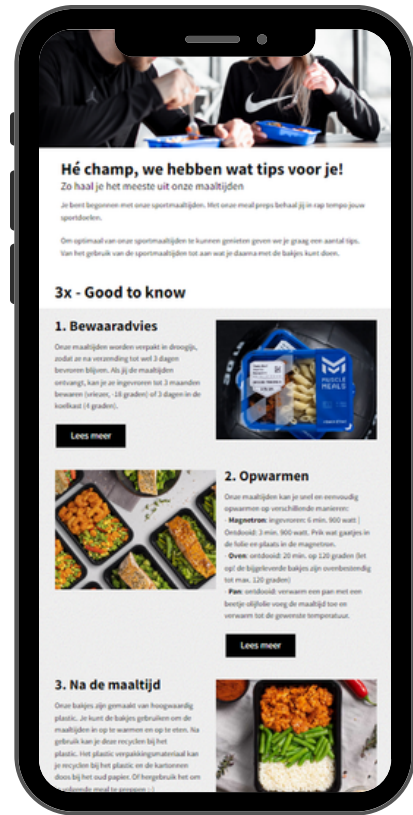 Hé champ, we hebben wat tips voor je!
Zo haal je het meeste uit onze maaltijden
Je bent begonnen met onze sportmaaltijden. Met onze meal preps behaal jij in rap tempo jouw
sportdoelen.
Om optimaal van onze sportmaaltijden te kunnen genieten geven we je graag een aantal tips.
Van het gebruik van de sportmaaltijden tot aan wat je daarna met de bakjes kunt doen.
3x - Good to know
1. Bewaaradvies
Onze maaltijden worden verpakt in droogijs,
zodat ze na verzending tot wel 3 dagen
bevroren blijven. Als jij de maaltijden
ontvangt, kan je ze ingevroren tot 3 maanden
bewaren (vriezer, -18 graden) of 3 dagen in de
koelkast (4 graden).
Lees meer
MUSCLE
MEALS
2. Opwarmen
Onze maaltijden kan je snel en eenvoudig
opwarmen op verschillende manieren:
- Magnetron: ingevroren: 6 min. 900 watt |
Ontdooid: 3 min. 900 watt. Prik wat gaatjes in
de folie en plaats in de magnetron.
- Oven: ontdooid: 20 min. op 120 graden (let
op! de bijgeleverde bakjes zijn ovenbestendig
tot max. 120 graden)
- Pan: ontdooid: verwarm een pan met een
beetje olijfolie voeg de maaltijd toe en
verwarm tot de gewenste temperatuur.
Lees meer
3. Na de maaltijd
Onze bakjes zijn gemaakt van hoogwaardig
plastic. Je kunt de bakjes gebruiken om de
maaltijden in op te warmen en op te eten. Na
gebruik kan je deze recyclen bij het
plastic. Het plastic verpakkingsmateriaal kan
je recyclen bij het plastic en de kartonnen
doos bij het oud papier. Of hergebruik het om
meal te preppen :-)